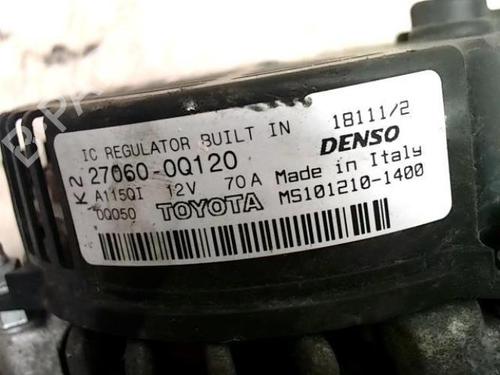 IC REGULATOR BUILT IN 18111/2
K2 27060-0Q120 DENSO
A115QI 12V 70A Made in Italy
DQ050 TOYOTA MS101210-1400